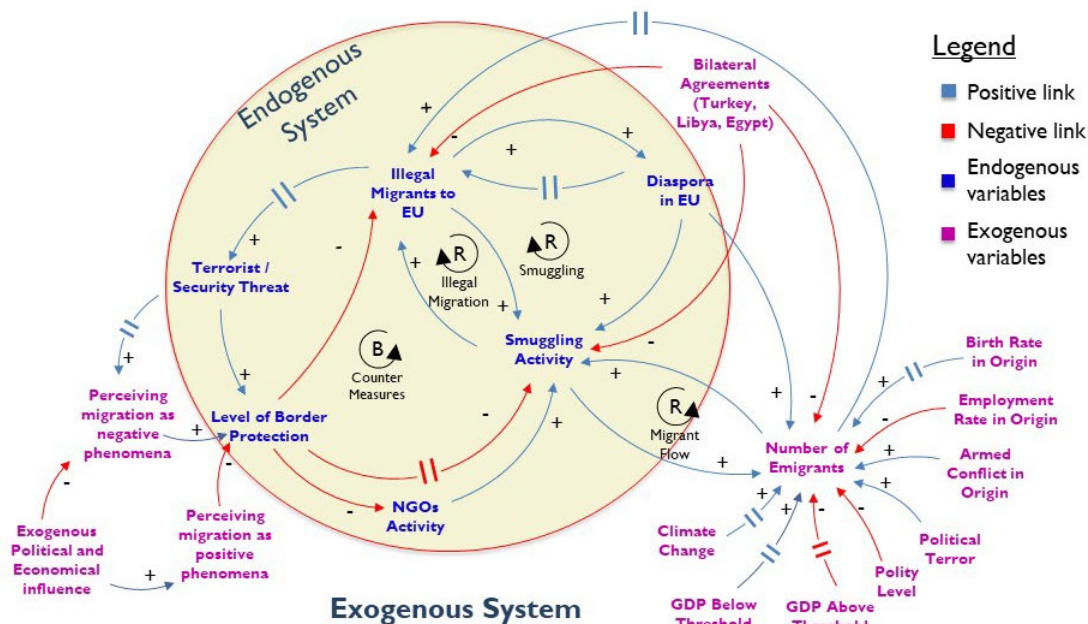 Endogenous
System
Bilateral
Agreements
(Turkey,
Libya, Egypt)
Legend
Positive link
Negative link
Endogenous
variables
Exogenous
variables
+
-
+
+
Illegal
Migrants to
EU
Diaspora
in EU
+
-
Terrorist /
Security Threat
R
Illegal
Migration
R
Smuggling
+
+
+
Smuggling
Activity
-
+
B
Counter
Measures
+
+
Perceiving
migration as
negative
phenomena
+
Level of Border
Protection
-
-
+
R
Migrant
Flow
+
+
-
+
Number of
Emigrants
Birth Rate
in Origin
-
Employment
Rate in Origin
+
Armed
Conflict in
Origin
+
Political
Terror
-
Polity
Level
-
GDP Above
+
GDP Below
Threshold
+
Climate
Change
-
NGOs
Activity
-
Exogenous
Political and
Economical
influence
+
Perceiving
migration as
positive
phenomena
Exogenous System